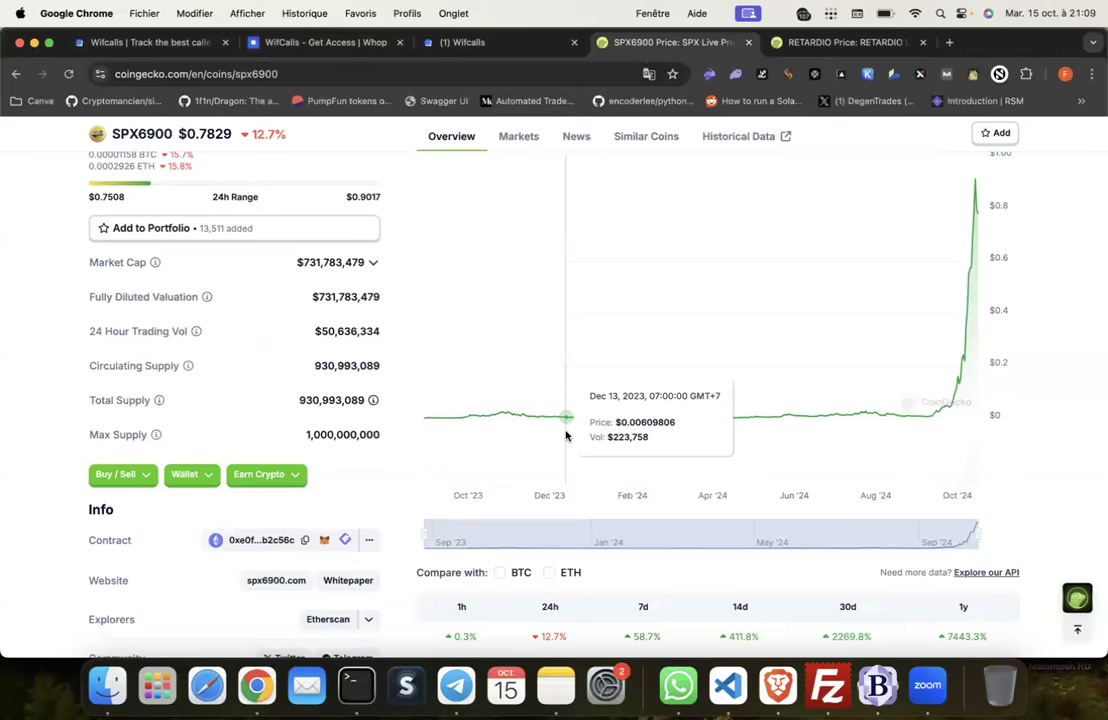 Google Chrome Fichier Modifier Afficher Historique Favoris Profils Onglet Fenêtre Aide 107 Mar. 15 oct. à 21:09
Wifcalls | Track the best calle × WifCalls - Get Access | Whop × (1) Wifcalls × SPX6900 Price: SPX Live Pri × RETARDIO Price: RETARDIO × +
coingecko.com/en/coins/spx6900
Canva Cryptomancien/si... 1f1n/Dragon: The a... PumpFun tokens o... Swagger UI Automated Trade... encoderlee/python... How to run a Sola... (1) DegenTrades (... Introduction | RSM »
SPX6900 $0.7829 12.7% Overview Markets News Similar Coins Historical Data Add
0.00001158 BTC 15.7%
0.0002926 ETH 15.8%
$0.7508 24h Range $0.9017
Add to Portfolio • 13,511 added
Market Cap $731,783,479
Fully Diluted Valuation $731,783,479
24 Hour Trading Vol $50,636,334
Circulating Supply 930,993,089
Total Supply 930,993,089
Max Supply 1,000,000,000
Buy / Sell Wallet Earn Crypto
Info
Contract 0xe0f...b2c56c
Website spx6900.com Whitepaper
Explorers Etherscan
$1.00
$0.8
$0.6
$0.4
$0.2
$0
CoinGecko
Dec 13, 2023, 07:00:00 GMT+7
Price: $0.00609806
Vol: $223,758
Oct '23 Dec '23 Feb '24 Apr '24 Jun '24 Aug '24 Oct '24
Sep '23 Jan '24 May '24 Sep '24
Compare with: BTC ETH Need more data? Explore our API
1h 24h 7d 14d 30d 1y
0.3% 12.7% 58.7% 411.8% 2269.8% 7443.3%
OCT.
15
2
zoom